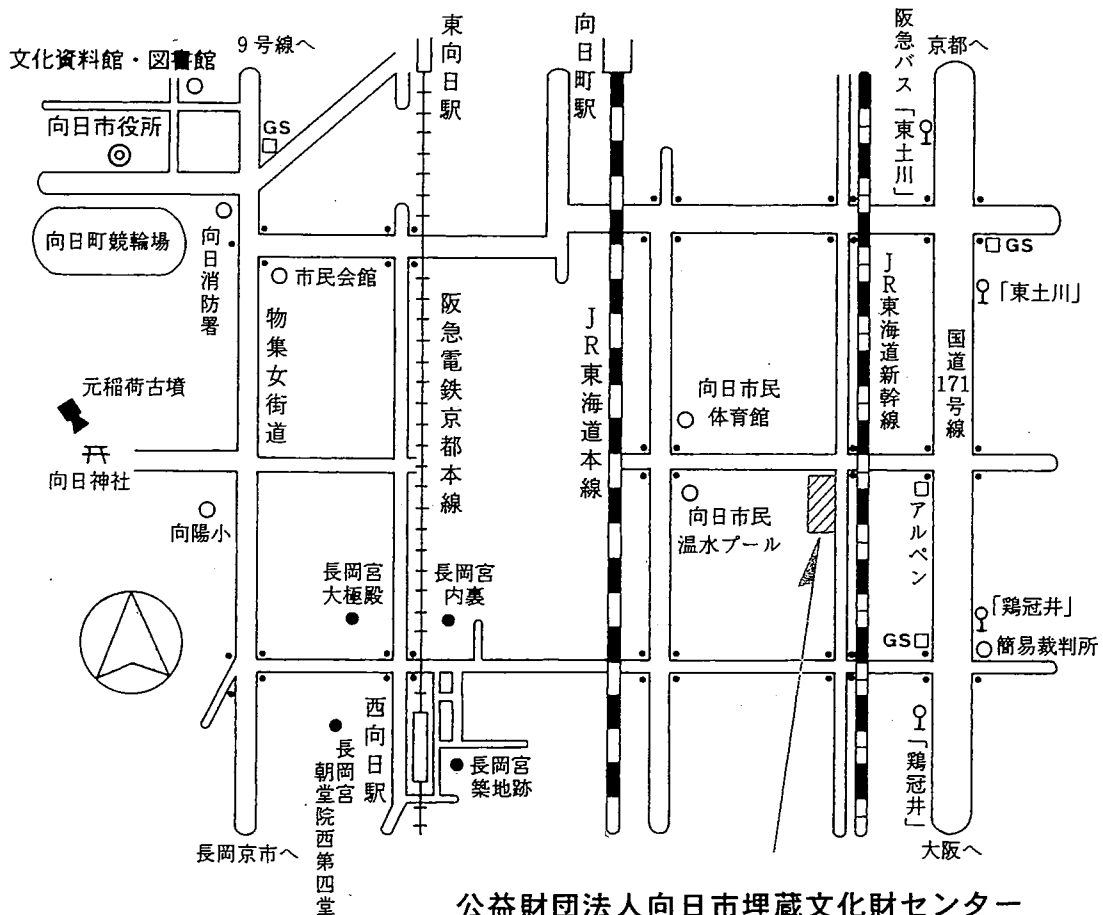 文化資料館・図書館
9号線へ
東向日駅
向日町駅
阪急バス「東土川」
京都へ
向日市役所
GS
向日町競輪場
向日消防署
市民会館
物集女街道
阪急電鉄京都本線
JR東海道本線
JR東海道新幹線
国道171号線
GS
「東土川」
元稲荷古墳
向日神社
向陽小
向日市民
体育館
向日市民
温水プール
アルペン
長岡宮
大極殿
長岡宮
内裏
「鶏冠井」
GS
簡易裁判所
西向日駅
長岡宮
朝堂院西第四堂
長岡宮
築地跡
「鶏冠井」
長岡京市へ
大阪へ
公益財団法人向日市埋蔵文化財センター